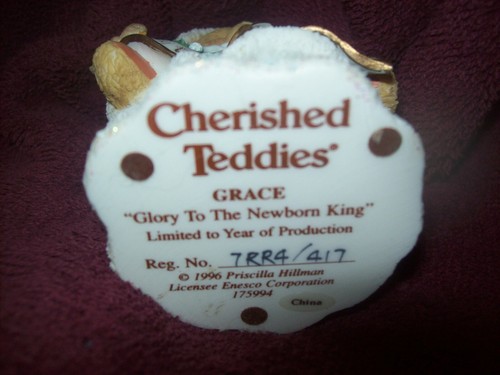 Cherished
Teddies®
GRACE
"Glory To The Newborn King"
Limited to Year of Production
Reg. No. 7RR4/417
© 1996 Priscilla Hillman
Licensee Enesco Corporation
175994
China